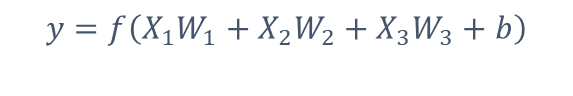 y = f(X₁W₁ + X₂W₂ + X₃W₃ + b)